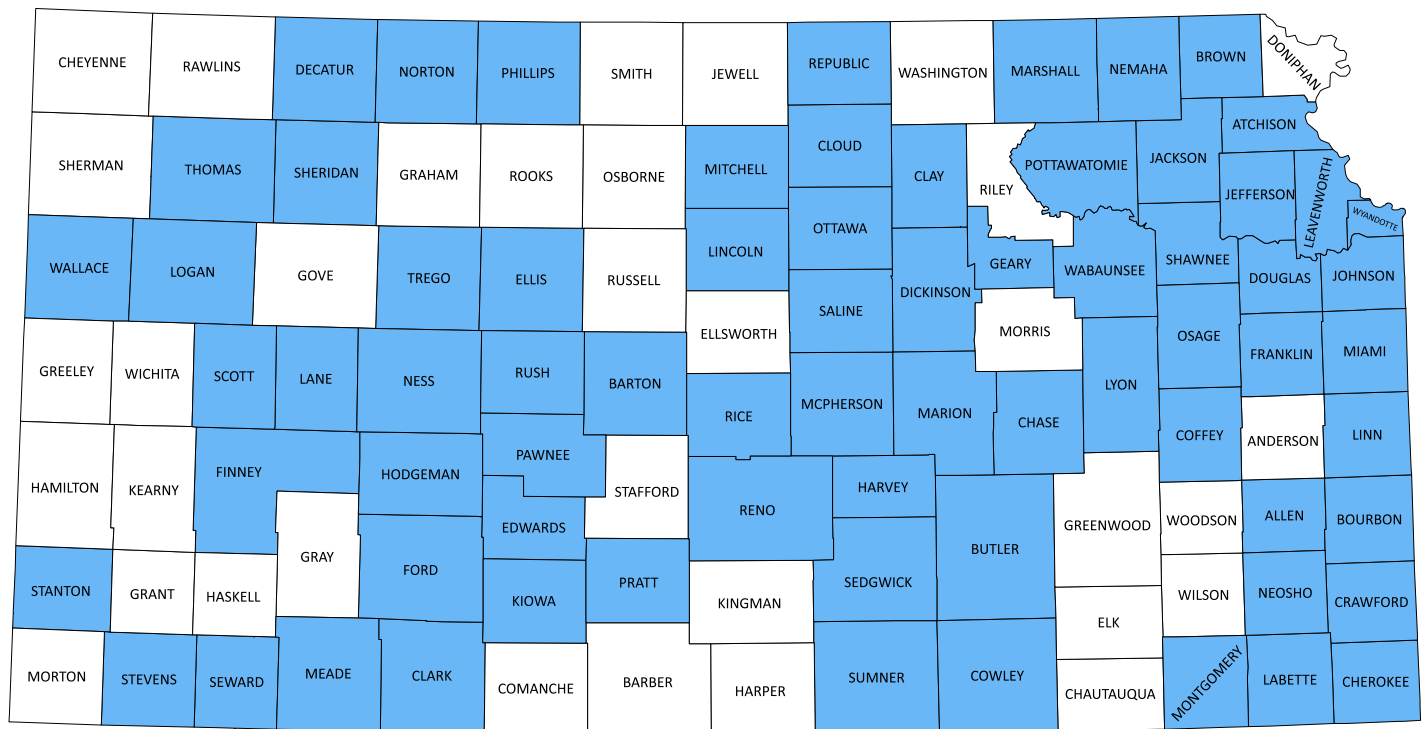 CHEYENNE
RAWLINS
DECATUR
NORTON
PHILLIPS
SMITH
JEWELL
REPUBLIC
WASHINGTON
MARSHALL
NEMAHA
BROWN
DONIPHAN
SHERMAN
THOMAS
SHERIDAN
GRAHAM
ROOKS
OSBORNE
MITCHELL
CLOUD
CLAY
RILEY
POTTAWATOMIE
JACKSON
ATCHISON
JEFFERSON
LEAVENWORTH
WYANDOTTE
WALLACE
LOGAN
GOVE
TREGO
ELLIS
RUSSELL
LINCOLN
OTTAWA
SALINE
DICKINSON
GEARY
WABAUNSEE
SHAWNEE
DOUGLAS
JOHNSON
GREELEY
WICHITA
SCOTT
LANE
NESS
RUSH
BARTON
ELLSWORTH
RICE
MCPHERSON
MARION
MORRIS
CHASE
LYON
OSAGE
FRANKLIN
MIAMI
HAMILTON
KEARNY
FINNEY
HODGEMAN
PAWNEE
STAFFORD
EDWARDS
RENO
HARVEY
COFFEY
ANDERSON
LINN
GRAY
FORD
BUTLER
GREENWOOD
WOODSON
ALLEN
BOURBON
STANTON
GRANT
HASKELL
KIOWA
PRATT
KINGMAN
SEDGWICK
ELK
WILSON
NEOSHO
CRAWFORD
MORTON
STEVENS
SEWARD
MEADE
CLARK
COMANCHE
BARBER
HARPER
SUMNER
COWLEY
CHAUTAUQUA
MONTGOMERY
LABETTE
CHEROKEE